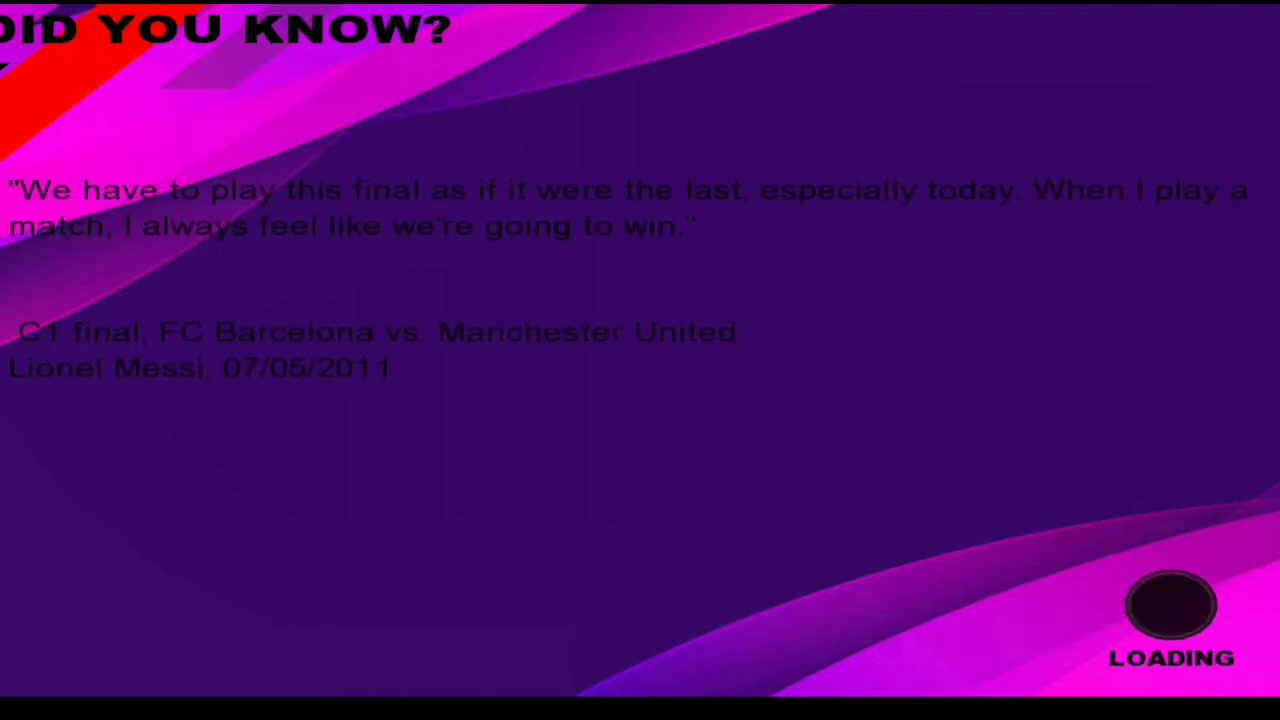 DID YOU KNOW?
"We have to play this final as if it were the last, especially today. When I play a
match, I always feel like we're going to win."
C1 final, FC Barcelona vs. Manchester United
Lionel Messi, 07/05/2011
LOADING